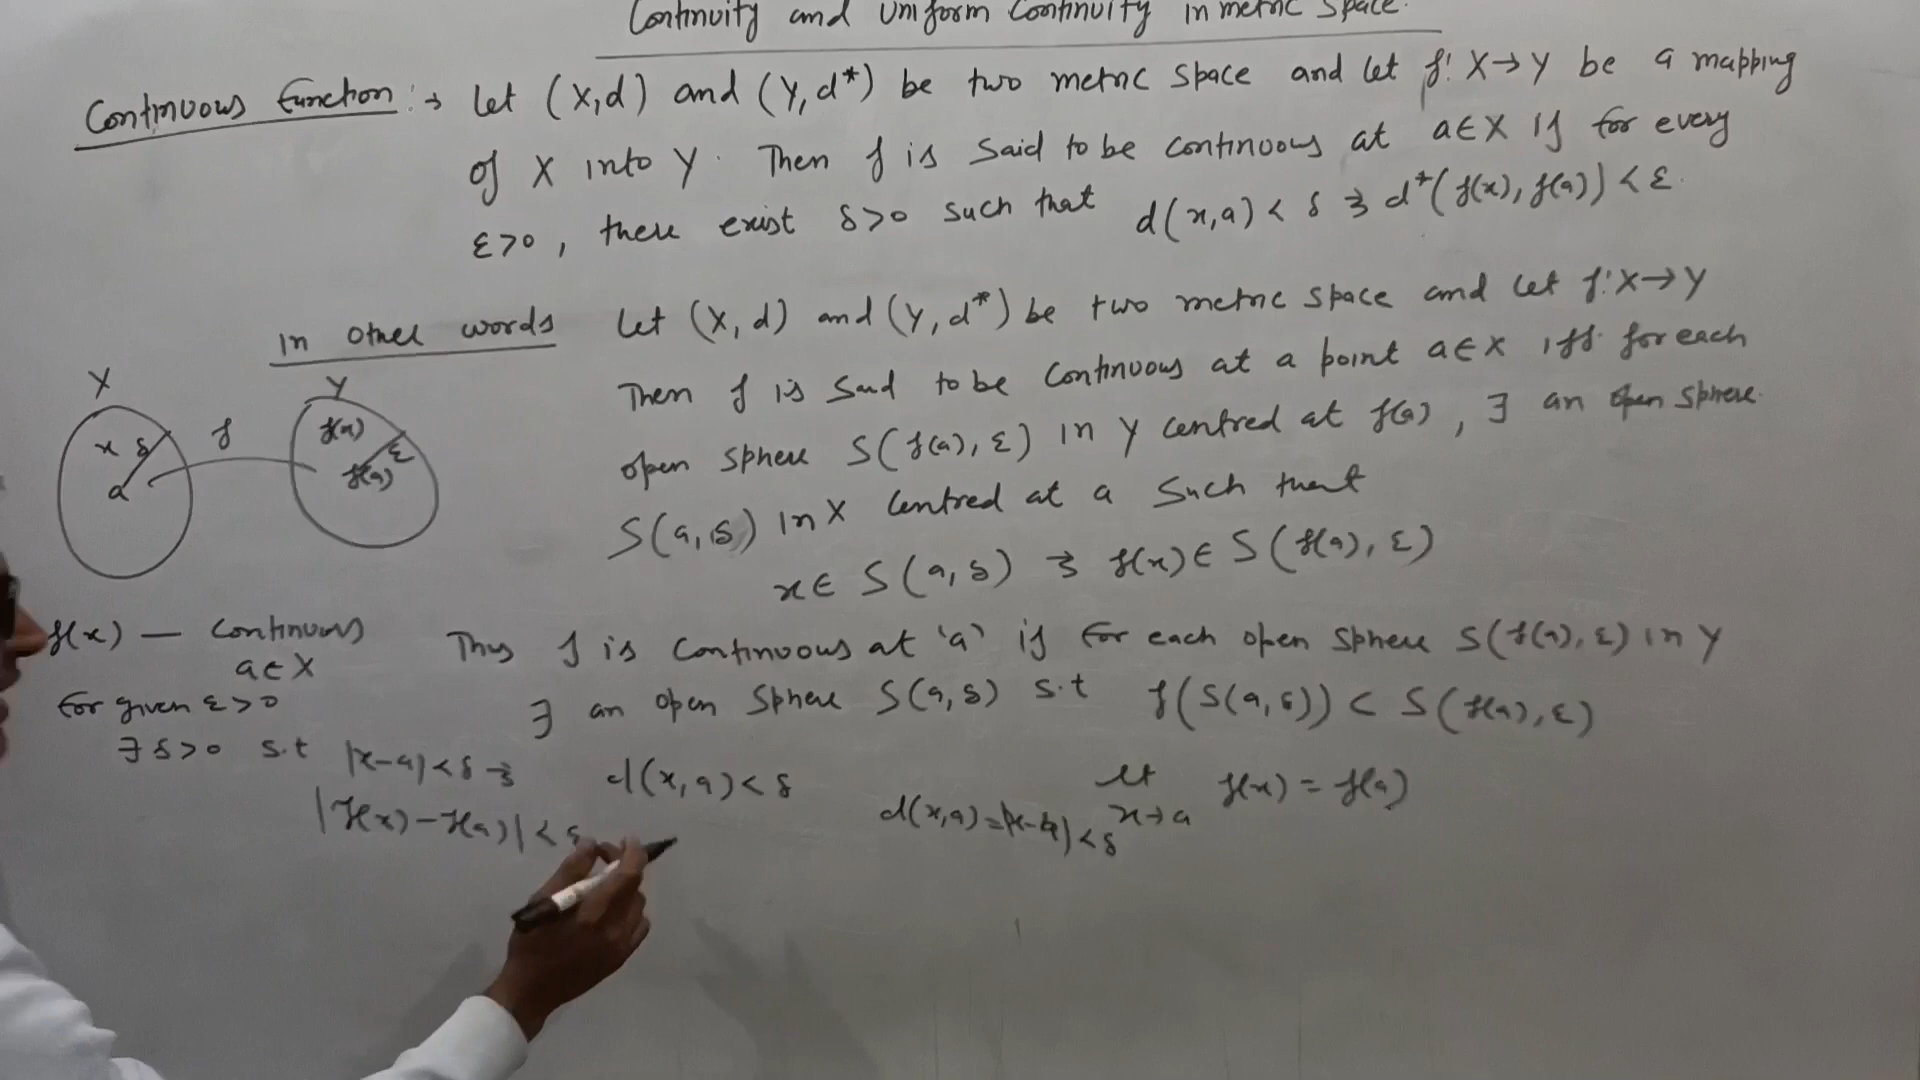 Continuity and Uniform Continuity in metric space.
Continuous Function :→ Let (X,d) and (Y,d*) be two metric space and let f: X→Y be a mapping
of X into Y. Then f is said to be continuous at a∈X if for every
ε>0, there exist δ>0 such that d(x,a) < δ ⇒ d*(f(x), f(a)) < ε.
In other words Let (X,d) and (Y,d*) be two metric space and let f: X→Y
Then f is said to be continuous at a point a∈X iff for each
open sphere S(f(a), ε) in Y centred at f(a), ∃ an open sphere
S(a,δ) in X centred at a such that
x∈ S(a,δ) ⇒ f(x)∈ S(f(a), ε)
X Y
x δ f f(x) ε
a f(a)
f(x) — continuous
a∈X
For given ε>0
∃ δ>0 s.t |x-a|<δ ⇒
|f(x)-f(a)| <
Thus f is continuous at 'a' if for each open sphere S(f(a), ε) in Y
∃ an open sphere S(a,δ) s.t f(S(a,δ)) ⊂ S(f(a), ε)
d(x,a) < δ
lt f(x) = f(a)
x→a
d(x,a) = |x-a| < δ